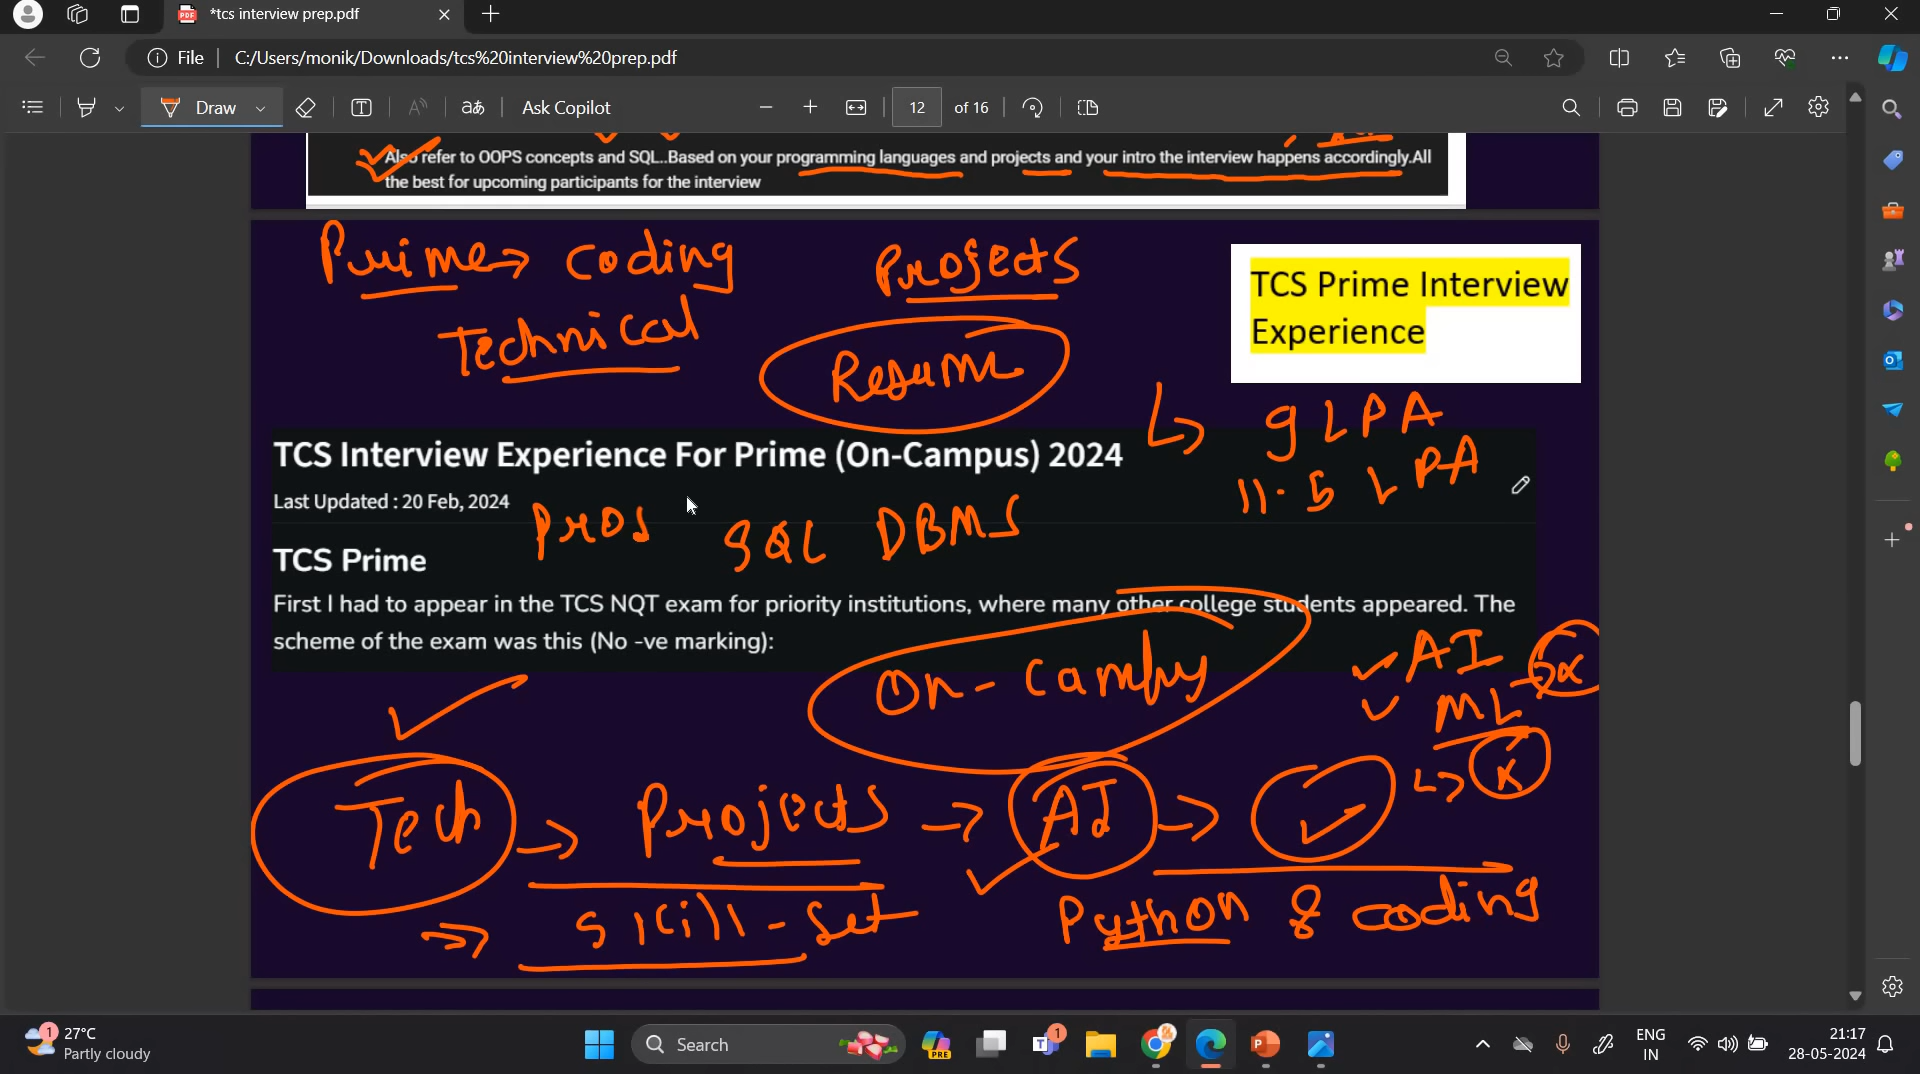 *tcs interview prep.pdf
File
C:/Users/monik/Downloads/tcs%20interview%20prep.pdf
Draw
Ask Copilot
12 of 16
Also refer to OOPS concepts and SQL..Based on your programming languages and projects and your intro the interview happens accordingly.All
the best for upcoming participants for the interview
Prime → Coding
Projects
Technical
Resume
TCS Prime Interview
Experience
9 LPA
11.5 LPA
TCS Interview Experience For Prime (On-Campus) 2024
Last Updated : 20 Feb, 2024
Pros SQL DBMS
TCS Prime
First I had to appear in the TCS NQT exam for priority institutions, where many other college students appeared. The
scheme of the exam was this (No -ve marking):
On-Campus
AI
ML
Tech → Projects → AI →
skill-set
Python & coding
27°C
Partly cloudy
Search
PRE
ENG
IN
21:17
28-05-2024